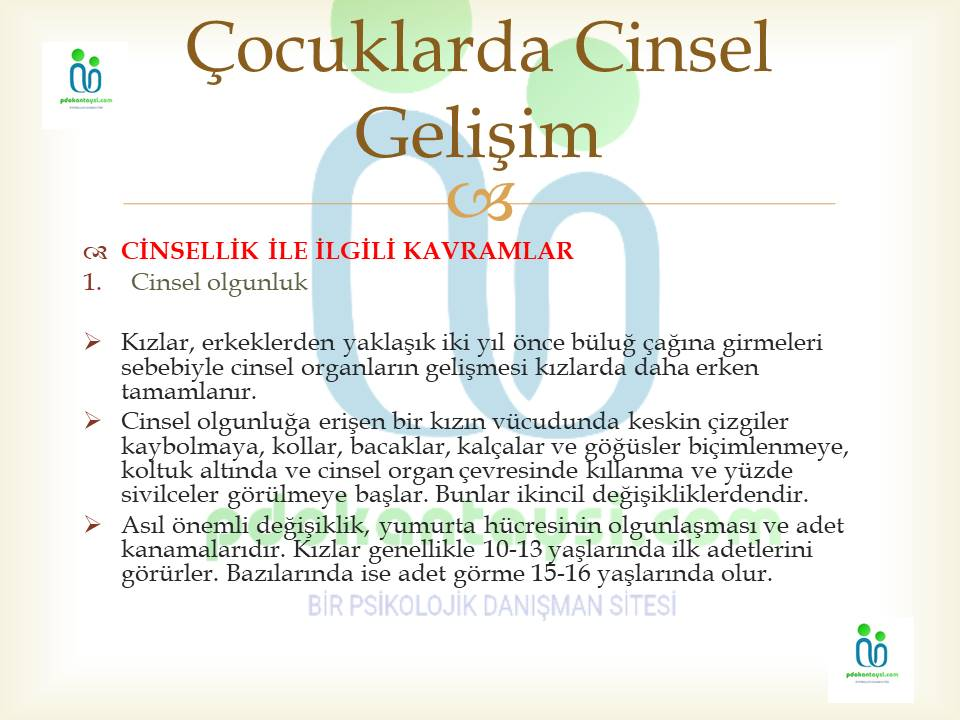 Çocuklarda Cinsel
Gelişim
pdokantaysi.com
CİNSELLİK İLE İLGİLİ KAVRAMLAR
1. Cinsel olgunluk
Kızlar, erkeklerden yaklaşık iki yıl önce büluğ çağına girmeleri
sebebiyle cinsel organların gelişmesi kızlarda daha erken
tamamlanır.
Cinsel olgunluğa erişen bir kızın vücudunda keskin çizgiler
kaybolmaya, kollar, bacaklar, kalçalar ve göğüsler biçimlenmeye,
koltuk altında ve cinsel organ çevresinde kıllanma ve yüzde
sivilceler görülmeye başlar. Bunlar ikincil değişikliklerdendir.
Asıl önemli değişiklik, yumurta hücresinin olgunlaşması ve adet
kanamalarıdır. Kızlar genellikle 10-13 yaşlarında ilk adetlerini
görürler. Bazılarında ise adet görme 15-16 yaşlarında olur.
BİR PSİKOLOJİK DANIŞMAN SİTESİ
pdokantaysi.com